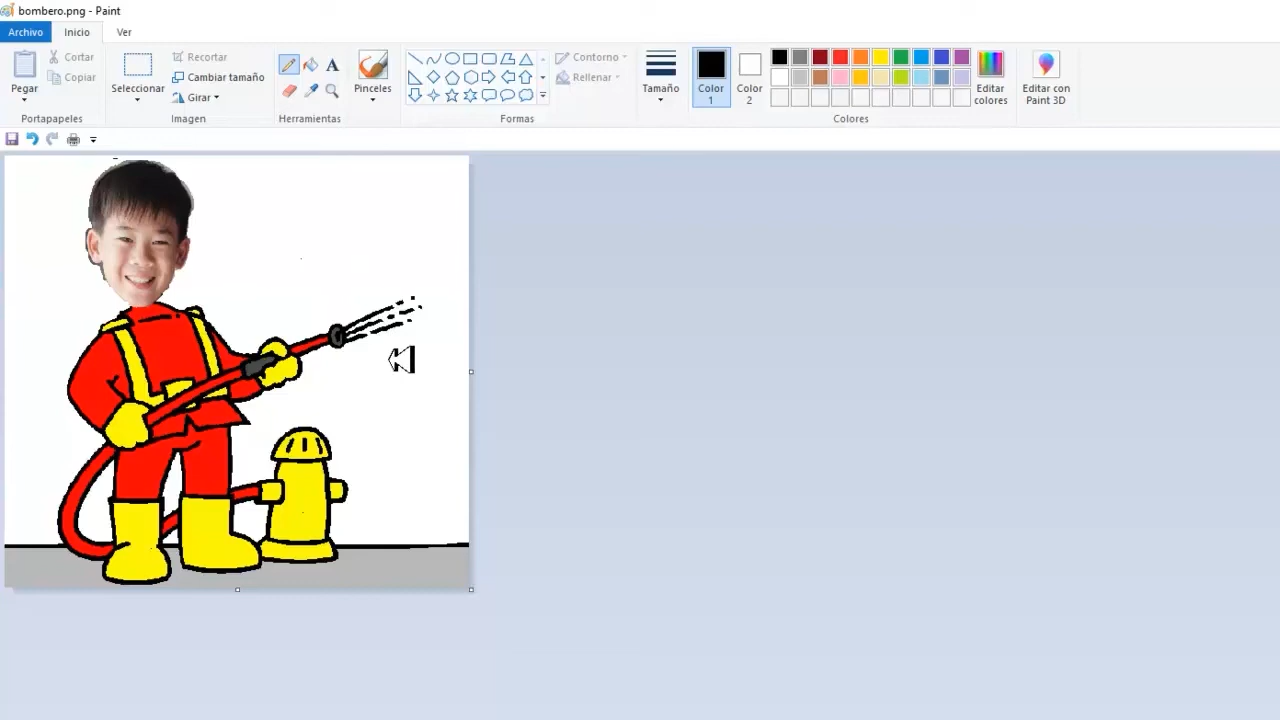 bombero.png - Paint
Archivo Inicio Ver
Pegar
Cortar
Copiar
Portapapeles
Seleccionar
Recortar
Cambiar tamaño
Girar
Imagen
A
Herramientas
Pinceles
Formas
Contorno
Rellenar
Tamaño
Color
1
Color
2
Editar
colores
Colores
Editar con
Paint 3D